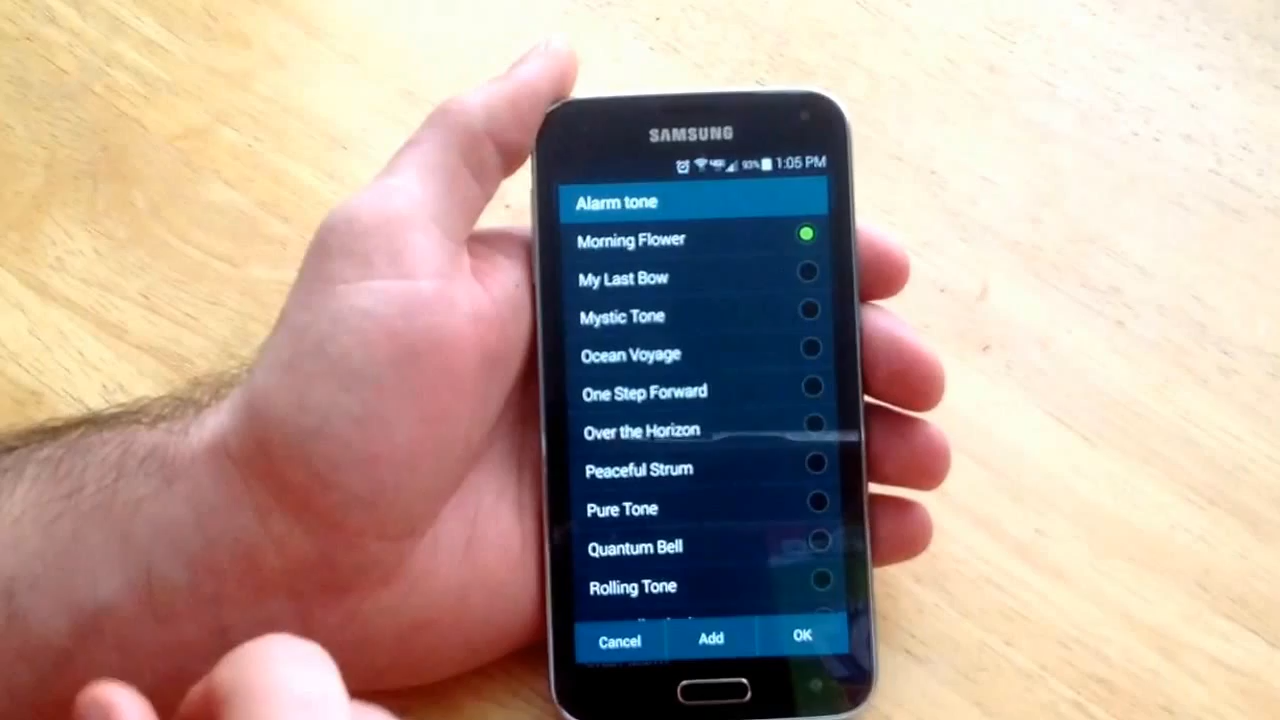 SAMSUNG
93% 1:05 PM
Alarm tone
Morning Flower
My Last Bow
Mystic Tone
Ocean Voyage
One Step Forward
Over the Horizon
Peaceful Strum
Pure Tone
Quantum Bell
Rolling Tone
Cancel Add OK